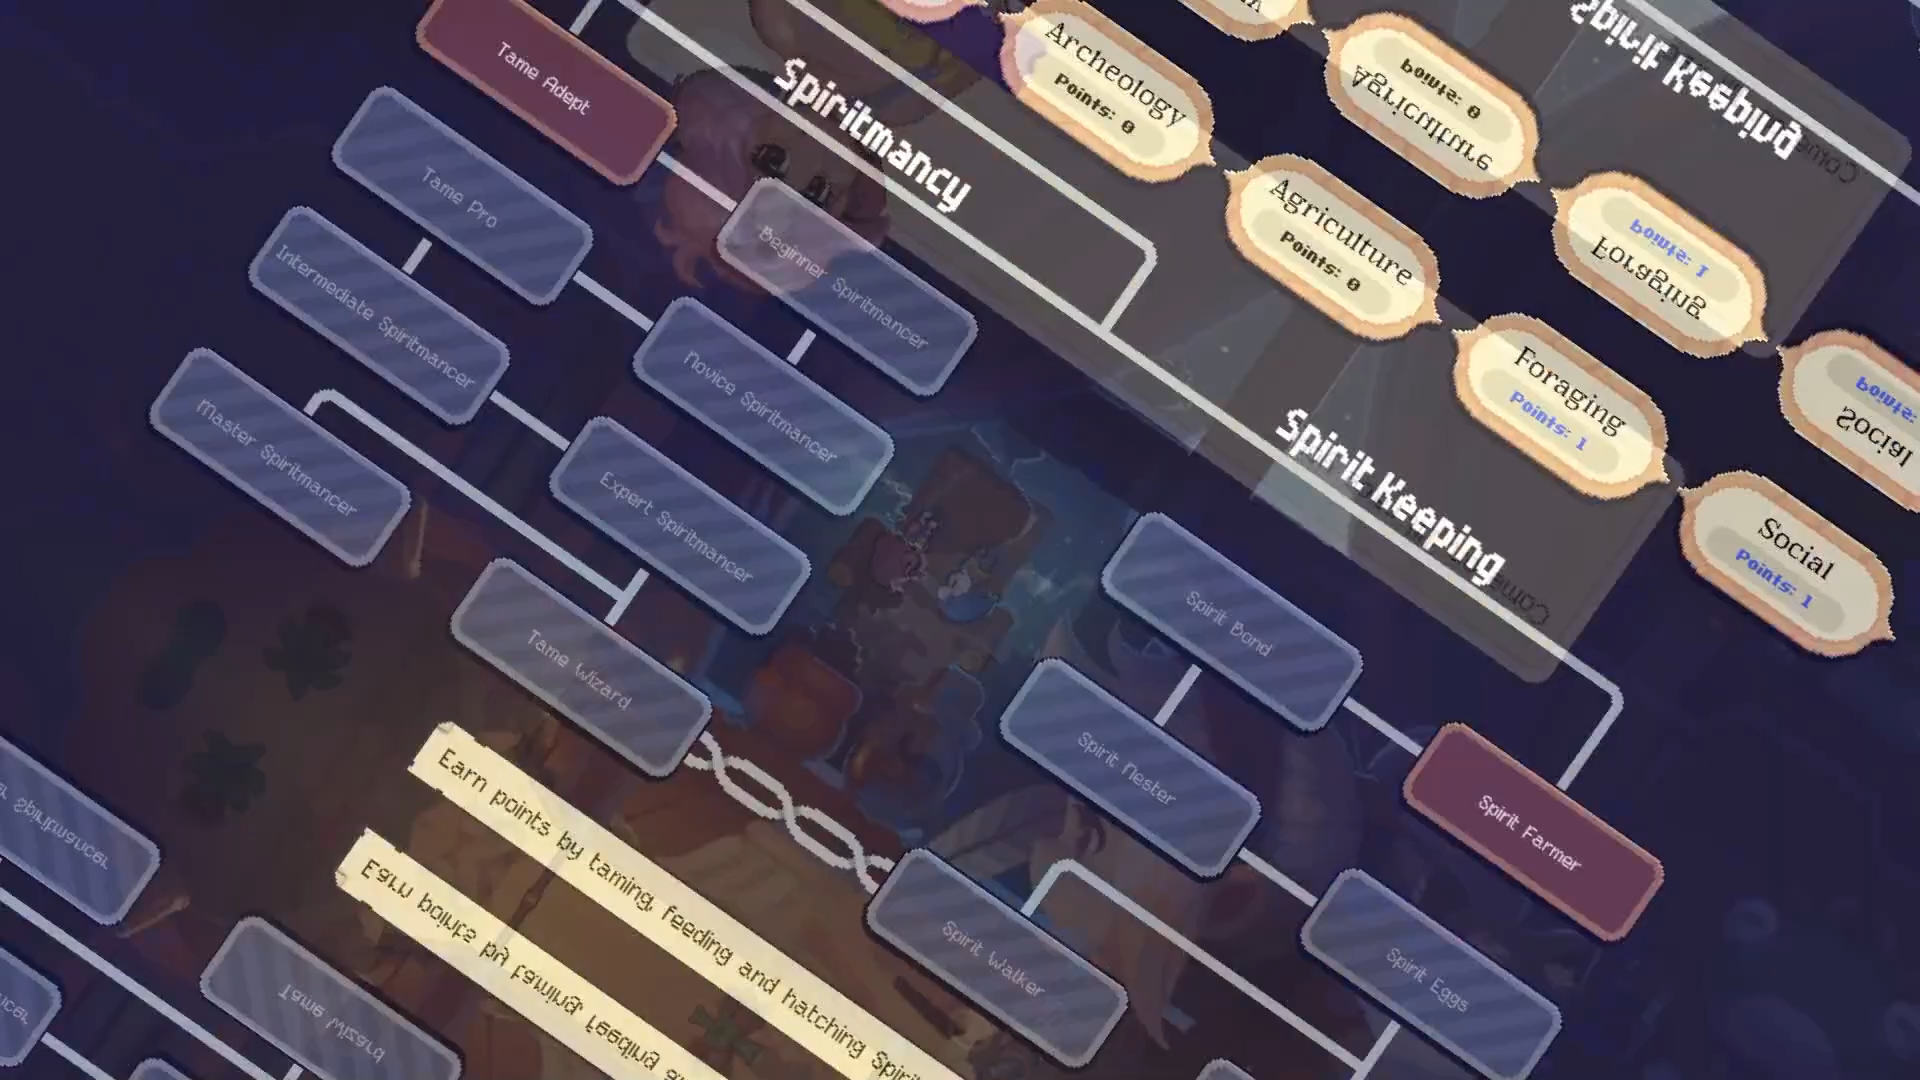 Tame Adept
Spiritmancy
Archeology
Points: 0
Agriculture
Points: 0
Spirit Keeping
Tame Pro
Beginner Spiritmancer
Agriculture
Points: 0
Foraging
Points: 1
Intermediate Spiritmancer
Novice Spiritmancer
Foraging
Points: 1
Social
Points:
Master Spiritmancer
Expert Spiritmancer
Spirit Keeping
Social
Points: 1
Tame Wizard
Spirit Bond
Spirit Nester
Spirit Farmer
Earn points by taming, feeding and hatching Spiri
Earn points by taming, feeding a
Spirit Walker
Spirit Eggs
Spiritmancer
Tame Wizard